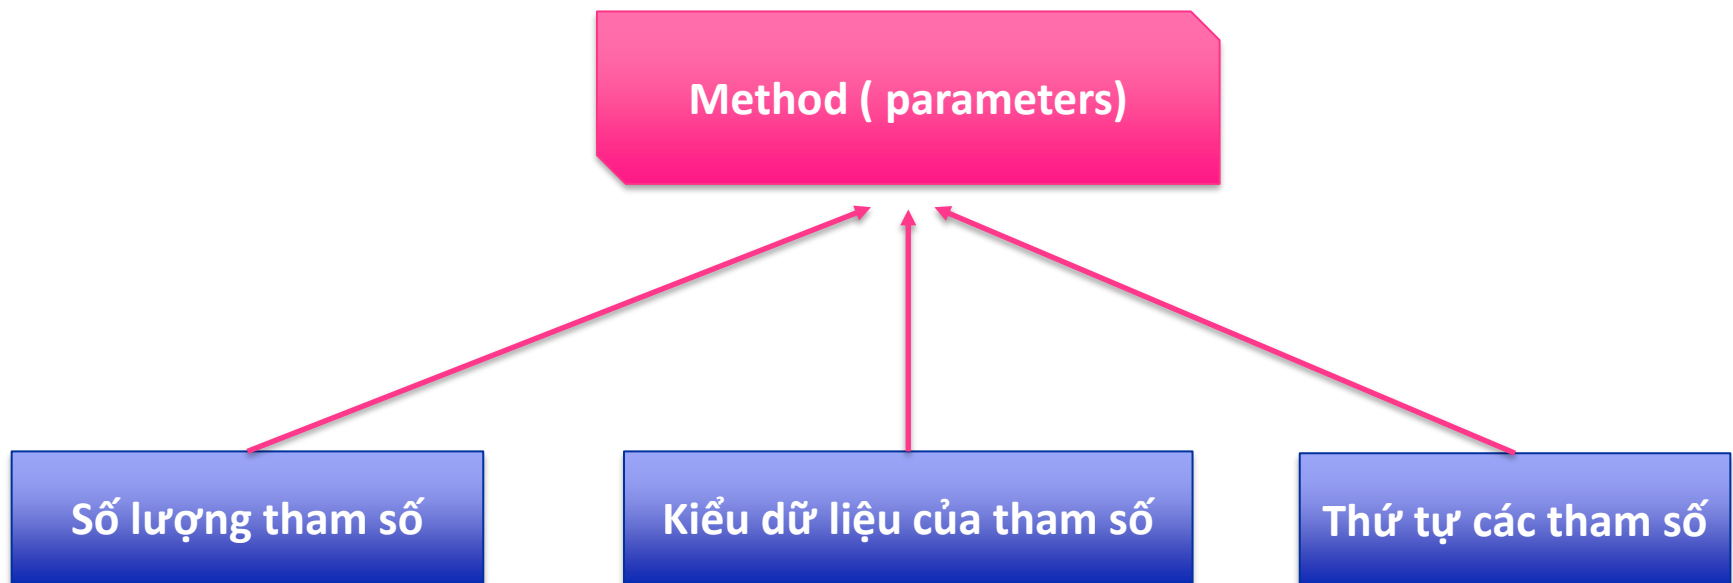 Method ( parameters)
Số lượng tham số
Kiểu dữ liệu của tham số
Thứ tự các tham số